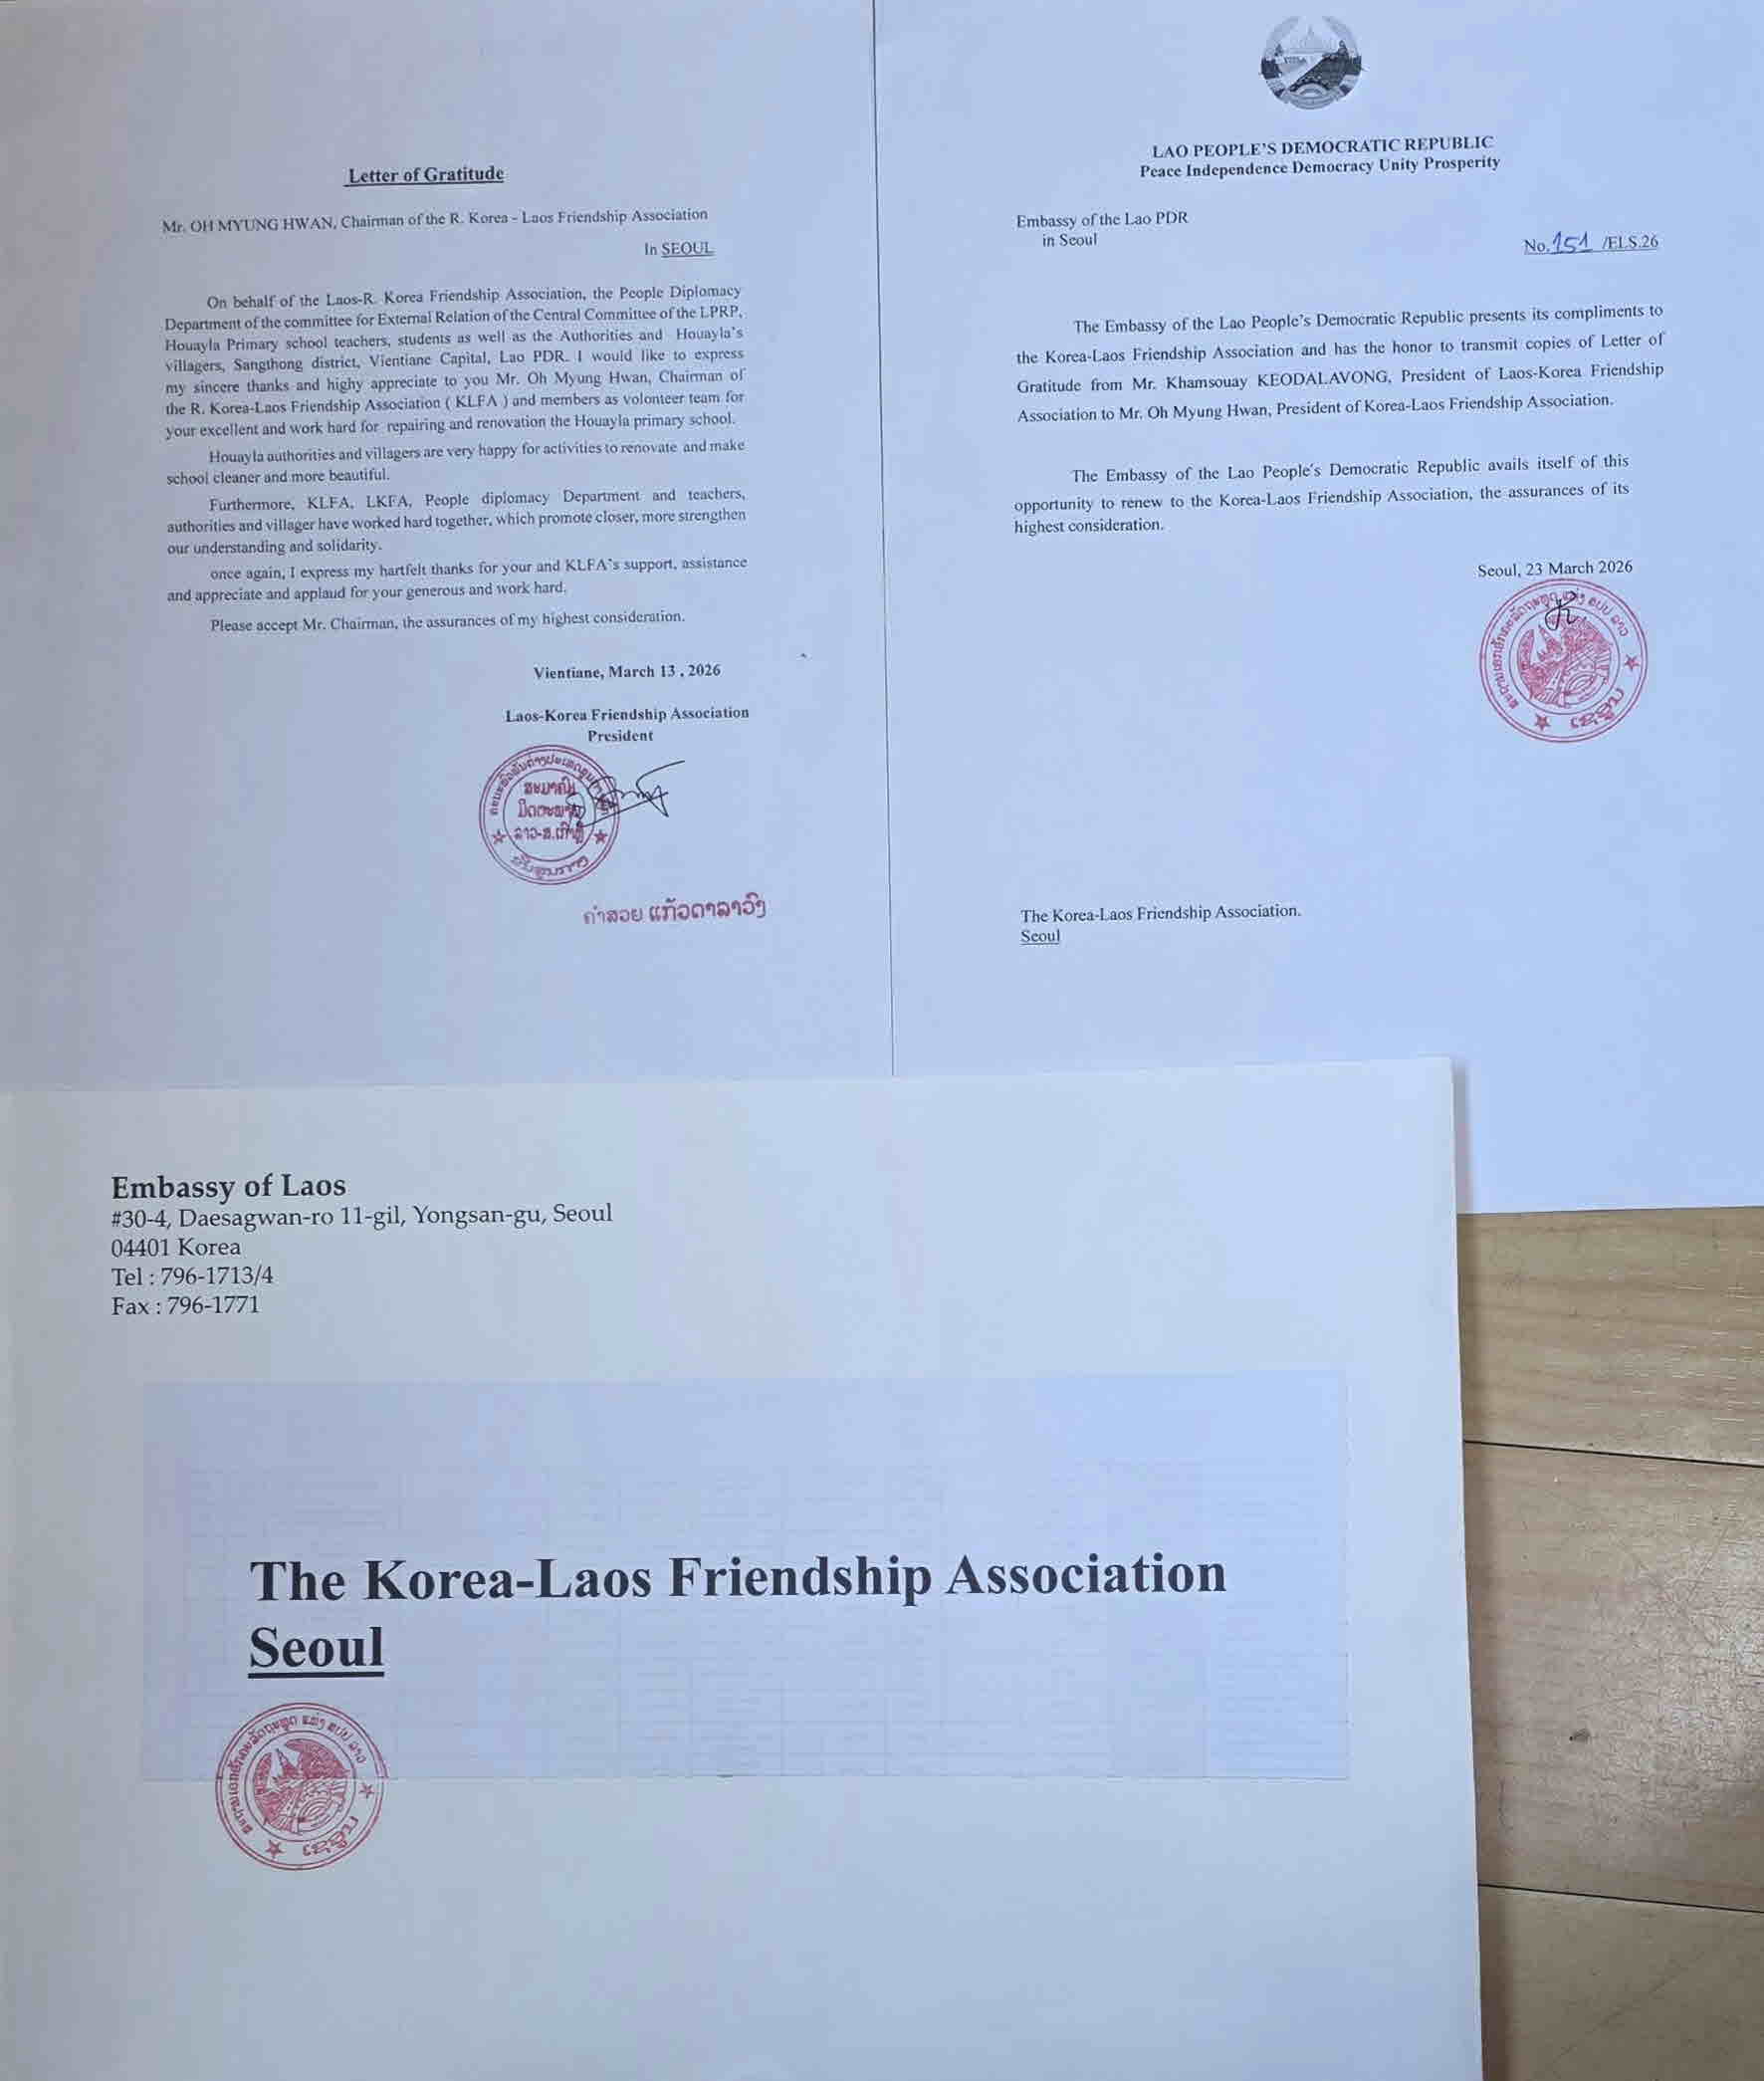 Letter of Gratitude
Mr. OH MYUNG HWAN, Chairman of the R. Korea - Laos Friendship Association
In SEOUL
On behalf of the Laos-R. Korea Friendship Association, the People Diplomacy
Department of the committee for External Relation of the Central Committee of the LPRP,
Houayla Primary school teachers, students as well as the Authorities and Houayla's
villagers, Sangthong district, Vientiane Capital, Lao PDR. I would like to express
my sincere thanks and highy appreciate to you Mr. Oh Myung Hwan, Chairman of
the R. Korea-Laos Friendship Association ( KLFA ) and members as volonteer team for
your excellent and work hard for repairing and renovation the Houayla primary school.
Houayla authorities and villagers are very happy for activities to renovate and make
school cleaner and more beautiful.
Furthermore, KLFA, LKFA, People diplomacy Department and teachers,
authorities and villager have worked hard together, which promote closer, more strengthen
our understanding and solidarity.
once again, I express my hartfelt thanks for your and KLFA's support, assistance
and appreciate and applaud for your generous and work hard.
Please accept Mr. Chairman, the assurances of my highest consideration.
Vientiane, March 13 , 2026
Laos-Korea Friendship Association
President
ຄຳສອຍ ແກ້ວດາລາວົງ
LAO PEOPLE'S DEMOCRATIC REPUBLIC
Peace Independence Democracy Unity Prosperity
Embassy of the Lao PDR
in Seoul
No. 151 /ELS.26
The Embassy of the Lao People's Democratic Republic presents its compliments to
the Korea-Laos Friendship Association and has the honor to transmit copies of Letter of
Gratitude from Mr. Khamsouay KEODALAVONG, President of Laos-Korea Friendship
Association to Mr. Oh Myung Hwan, President of Korea-Laos Friendship Association.
The Embassy of the Lao People's Democratic Republic avails itself of this
opportunity to renew to the Korea-Laos Friendship Association, the assurances of its
highest consideration.
Seoul, 23 March 2026
The Korea-Laos Friendship Association.
Seoul
Embassy of Laos
#30-4, Daesagwan-ro 11-gil, Yongsan-gu, Seoul
04401 Korea
Tel : 796-1713/4
Fax : 796-1771
The Korea-Laos Friendship Association
Seoul